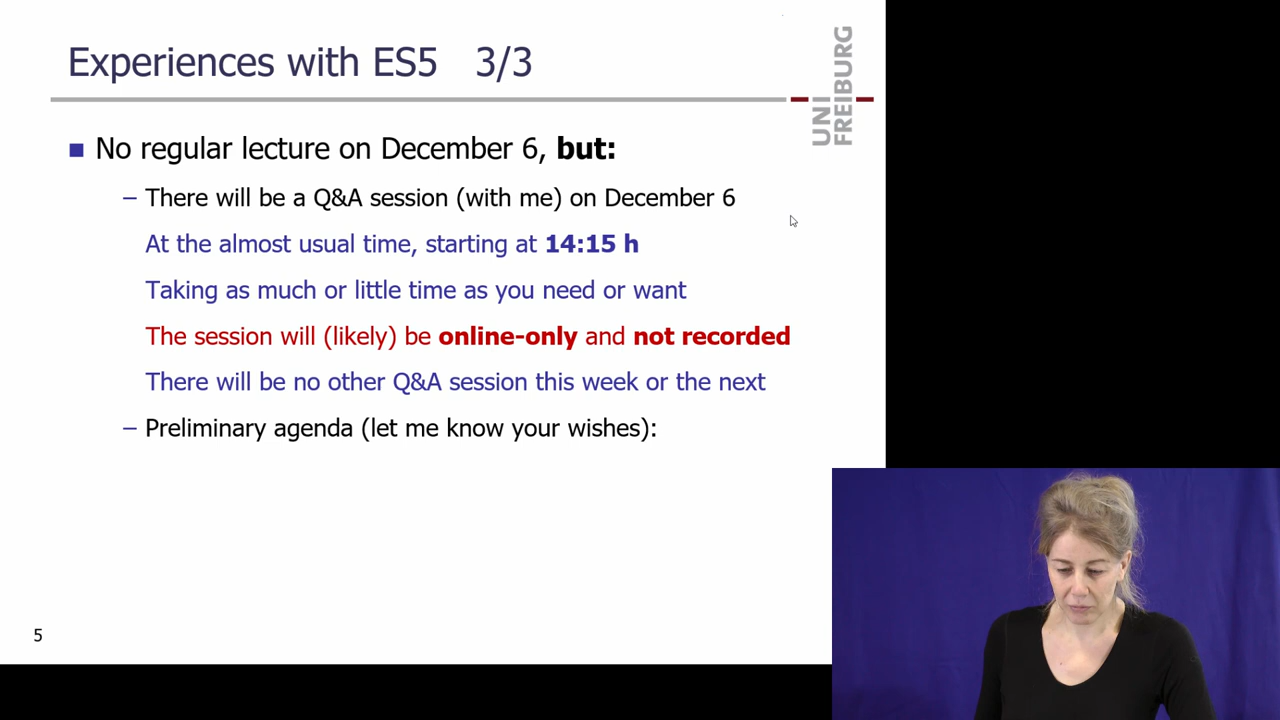 Experiences with ES5 3/3
UNI
FREIBURG
No regular lecture on December 6, but:
– There will be a Q&A session (with me) on December 6
At the almost usual time, starting at 14:15 h
Taking as much or little time as you need or want
The session will (likely) be online-only and not recorded
There will be no other Q&A session this week or the next
– Preliminary agenda (let me know your wishes):
5